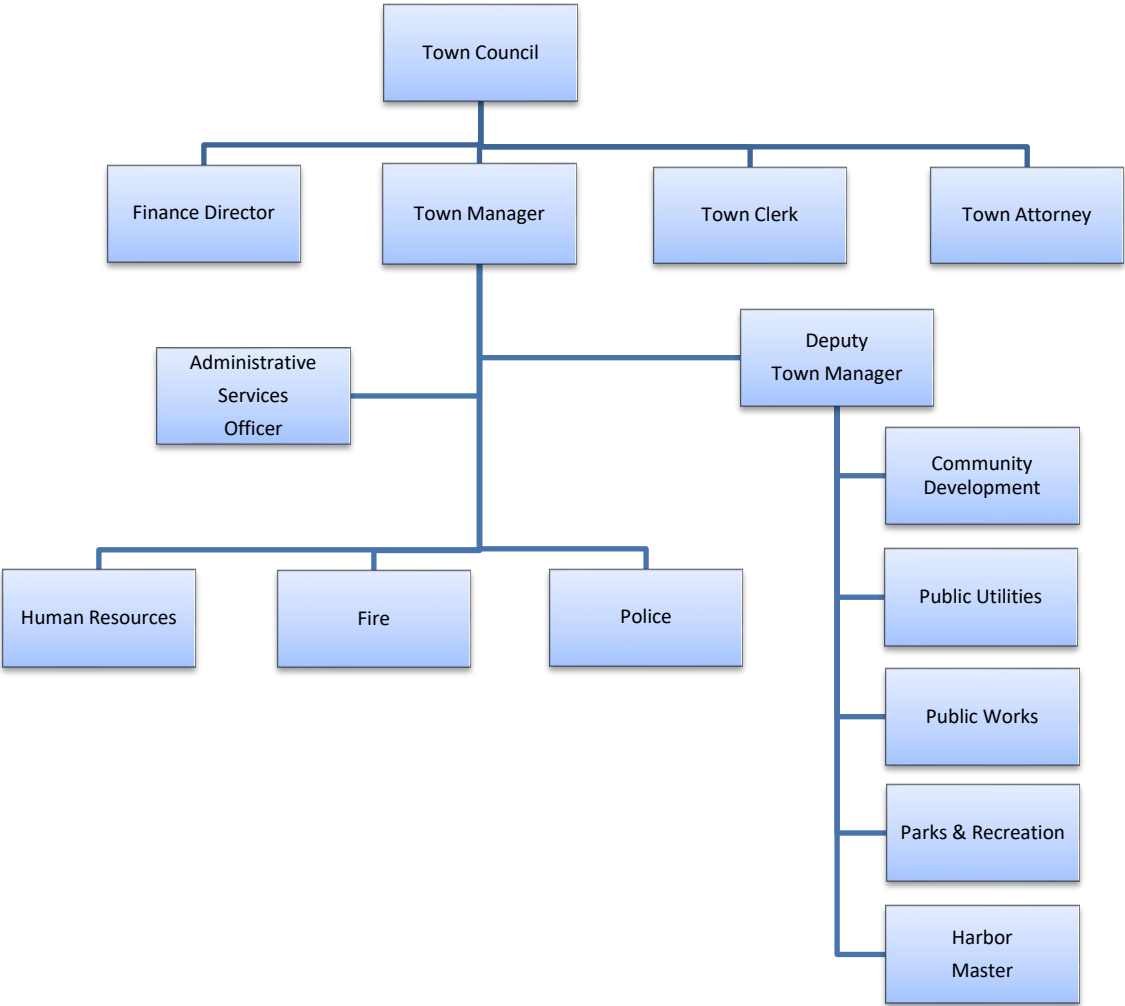 Town Council
Finance Director
Town Manager
Town Clerk
Town Attorney
Deputy
Town Manager
Administrative
Services
Officer
Community
Development
Public Utilities
Human Resources
Fire
Police
Public Works
Parks & Recreation
Harbor
Master